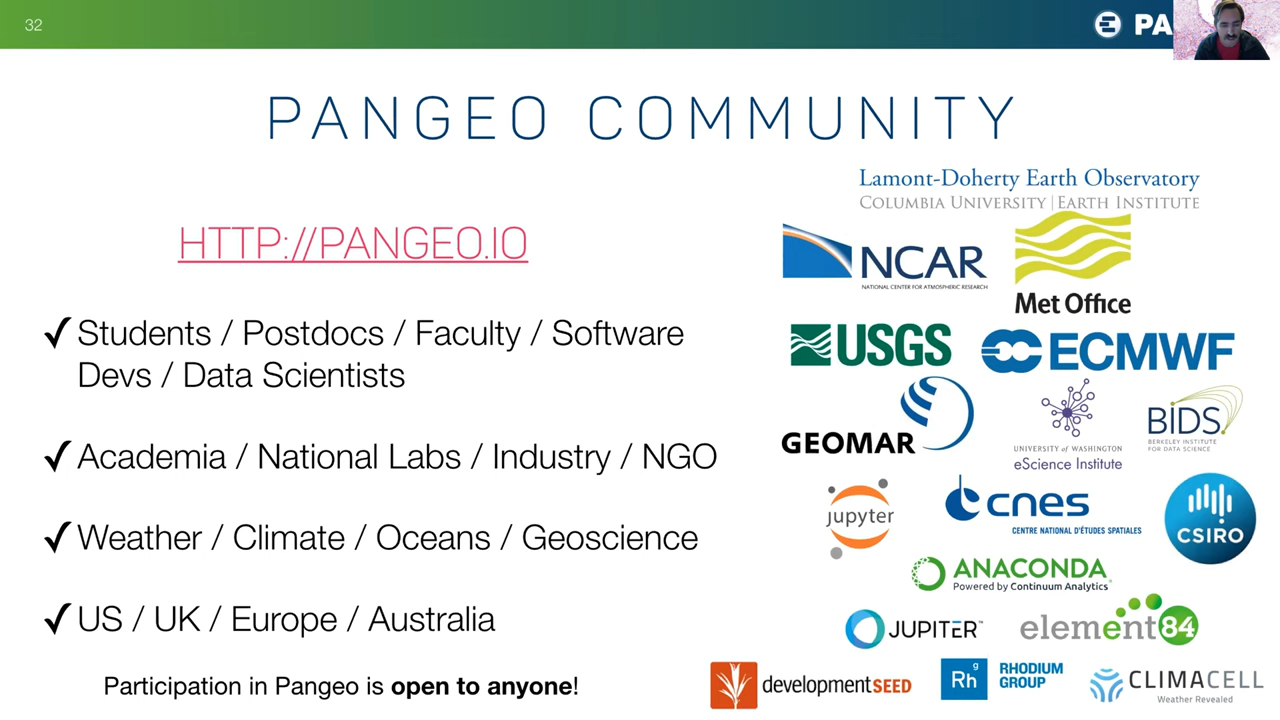 32
PA
PANGEO COMMUNITY
HTTP://PANGEO.IO
✓ Students / Postdocs / Faculty / Software
Devs / Data Scientists
✓ Academia / National Labs / Industry / NGO
✓ Weather / Climate / Oceans / Geoscience
✓ US / UK / Europe / Australia
Participation in Pangeo is open to anyone!
Lamont-Doherty Earth Observatory
COLUMBIA UNIVERSITY | EARTH INSTITUTE
NCAR
NATIONAL CENTER FOR ATMOSPHERIC RESEARCH
Met Office
USGS
ECMWF
GEOMAR
UNIVERSITY of WASHINGTON
eScience Institute
BIDS
BERKELEY INSTITUTE
FOR DATA SCIENCE
jupyter
cnes
CENTRE NATIONAL D'ÉTUDES SPATIALES
CSIRO
ANACONDA
Powered by Continuum Analytics
JUPITER™
element84
developmentSEED
Rh
g
RHODIUM
GROUP
CLIMACELL
Weather Revealed